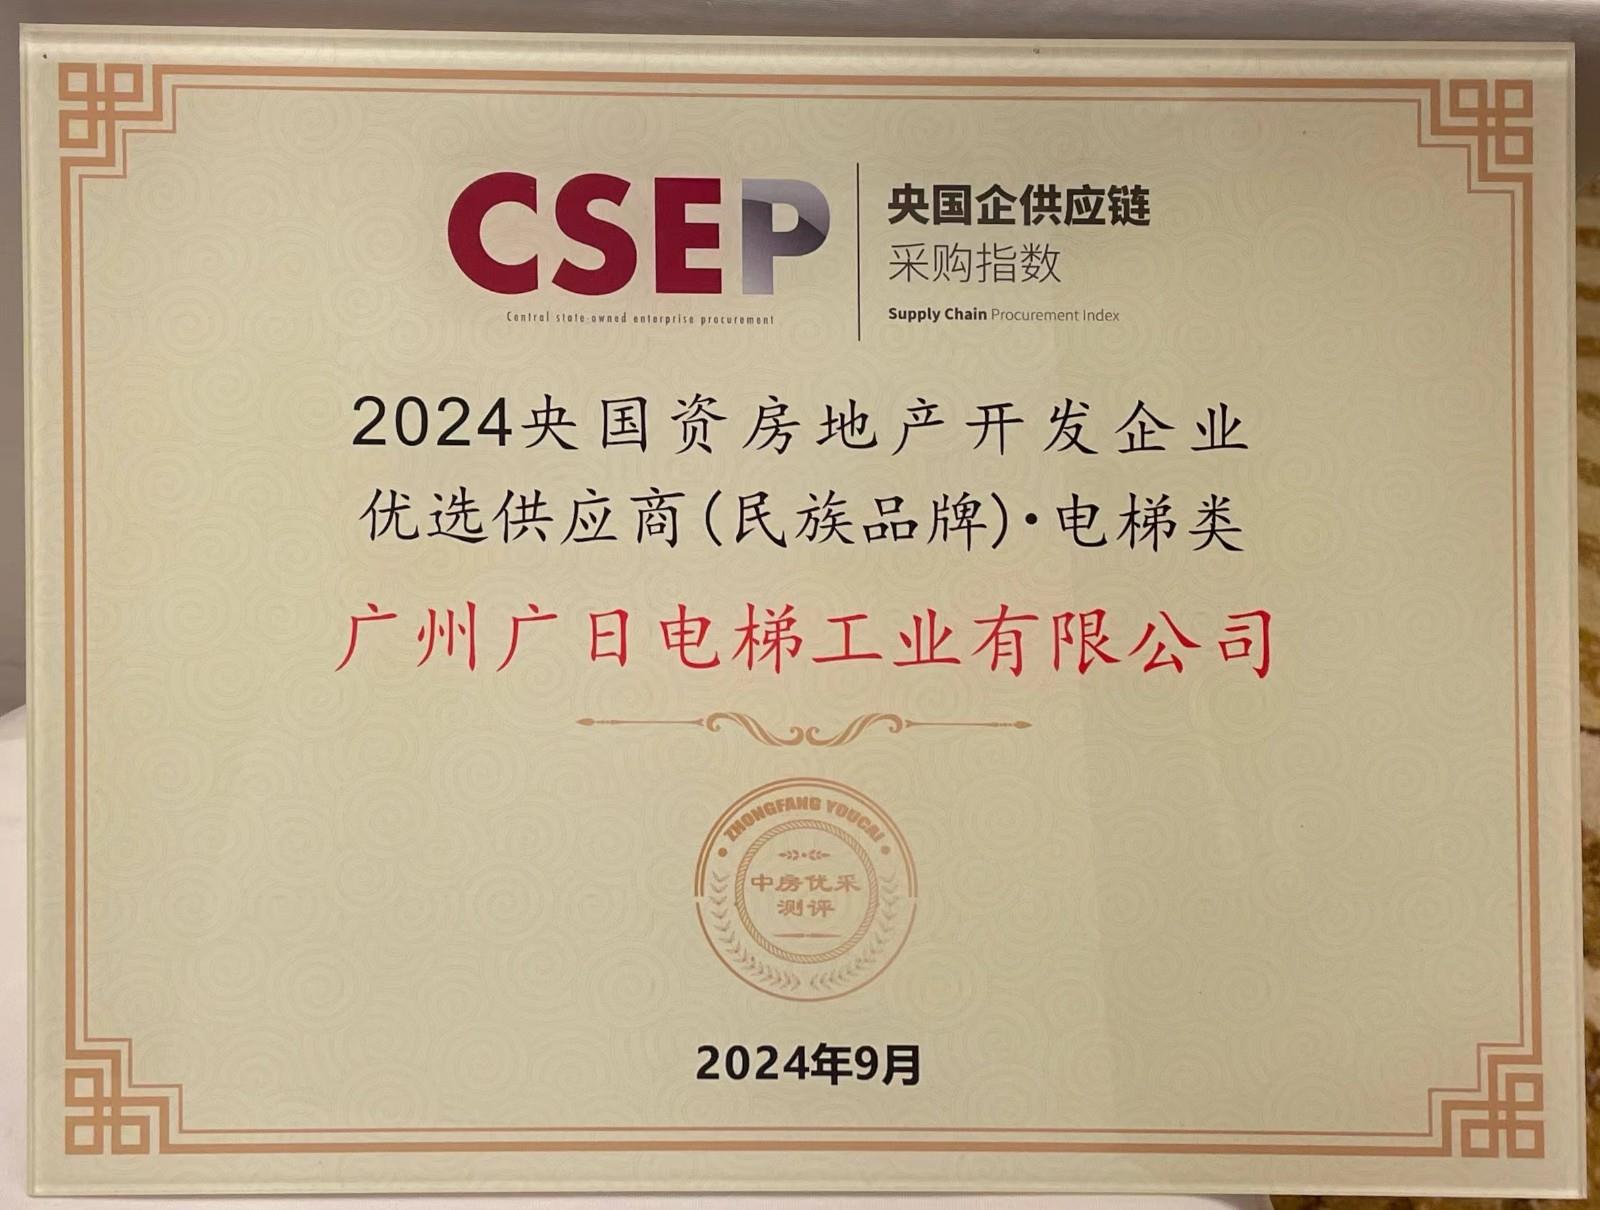 CSEP
Central state-owned enterprise procurement
央国企供应链
采购指数
Supply Chain Procurement Index
2024央国资房地产开发企业
优选供应商(民族品牌)·电梯类
广州广日电梯工业有限公司
ZHONGFANG YOUCAI
中房优采
测评
2024年9月